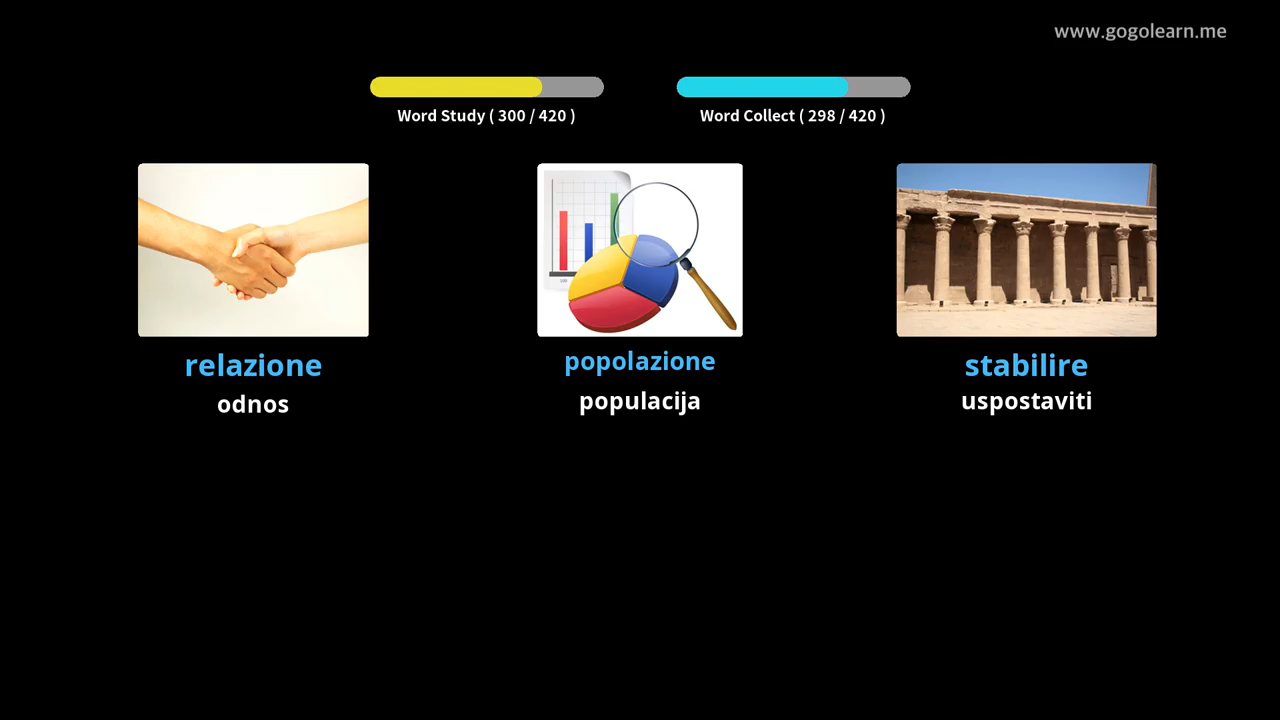 www.gogolearn.me
Word Study ( 300 / 420 )
Word Collect ( 298 / 420 )
relazione
odnos
popolazione
populacija
stabilire
uspostaviti